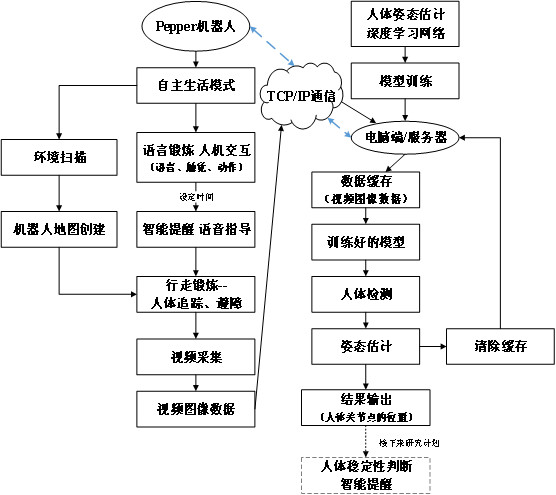 Pepper机器人
自主生活模式
环境扫描
语音锻炼 人机交互
（语音、触觉、动作）
设定时间
机器人地图创建
智能提醒 语音指导
行走锻炼--
人体追踪、避障
视频采集
视频图像数据
TCP/IP通信
人体姿态估计
深度学习网络
模型训练
电脑端/服务器
数据缓存
（视频图像数据）
训练好的模型
人体检测
姿态估计
清除缓存
结果输出
（人体关节点的位置）
接下来研究计划
人体稳定性判断
智能提醒